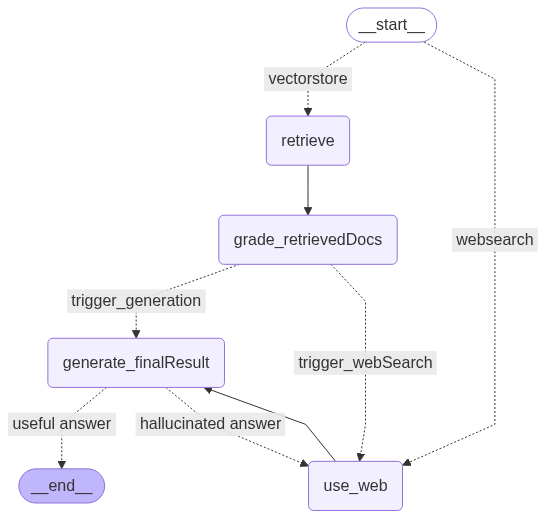 __start__
vectorstore
retrieve
grade_retrievedDocs
websearch
trigger_generation
trigger_webSearch
generate_finalResult
useful answer
hallucinated answer
__end__
use_web